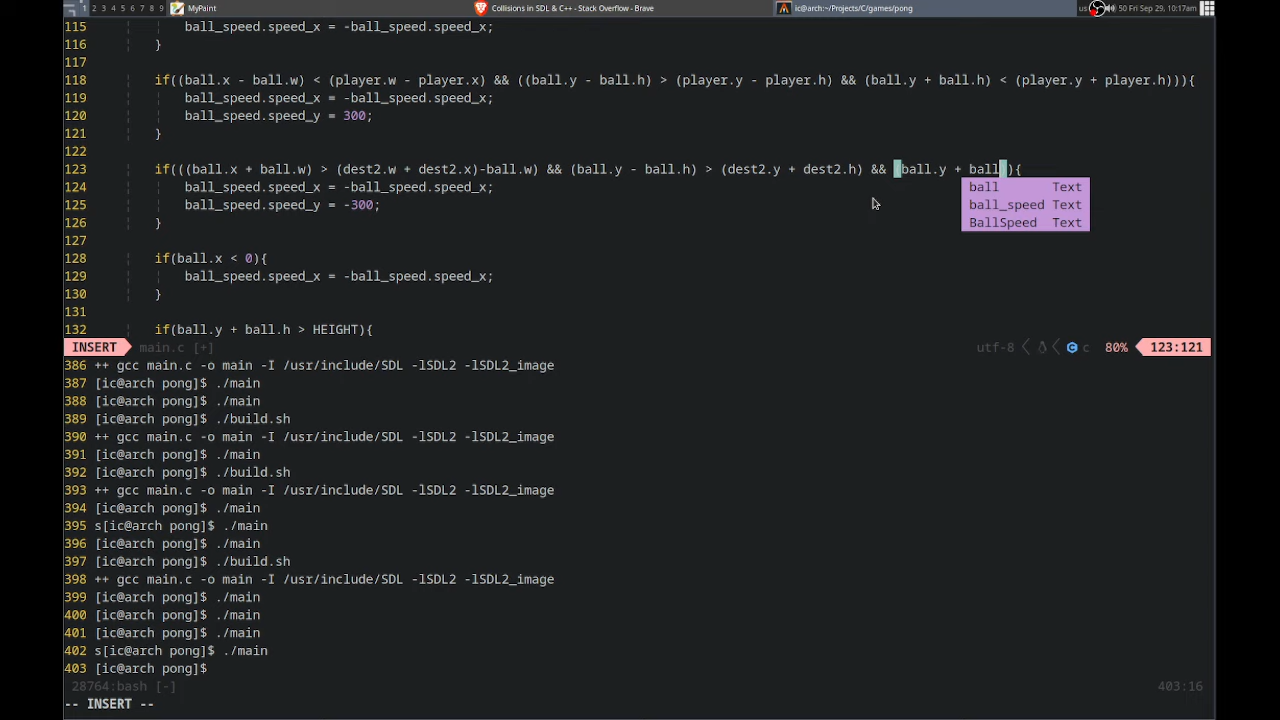 1 2 3 4 5 6 7 8 9 MyPaint Collisions in SDL & C++ - Stack Overflow - Brave ic@arch:~/Projects/C/games/pong us 50 Fri Sep 29, 10:17am
115 ball_speed.speed_x = -ball_speed.speed_x;
116 }
117
118 if((ball.x - ball.w) < (player.w - player.x) && ((ball.y - ball.h) > (player.y - player.h) && (ball.y + ball.h) < (player.y + player.h))){
119 ball_speed.speed_x = -ball_speed.speed_x;
120 ball_speed.speed_y = 300;
121 }
122
123 if(((ball.x + ball.w) > (dest2.w + dest2.x)-ball.w) && (ball.y - ball.h) > (dest2.y + dest2.h) && (ball.y + ball)){
124 ball_speed.speed_x = -ball_speed.speed_x; ball Text
125 ball_speed.speed_y = -300; ball_speed Text
126 } BallSpeed Text
127
128 if(ball.x < 0){
129 ball_speed.speed_x = -ball_speed.speed_x;
130 }
131
132 if(ball.y + ball.h > HEIGHT){
INSERT main.c [+] utf-8 c 80% 123:121
386 ++ gcc main.c -o main -I /usr/include/SDL -lSDL2 -lSDL2_image
387 [ic@arch pong]$ ./main
388 [ic@arch pong]$ ./main
389 [ic@arch pong]$ ./build.sh
390 ++ gcc main.c -o main -I /usr/include/SDL -lSDL2 -lSDL2_image
391 [ic@arch pong]$ ./main
392 [ic@arch pong]$ ./build.sh
393 ++ gcc main.c -o main -I /usr/include/SDL -lSDL2 -lSDL2_image
394 [ic@arch pong]$ ./main
395 s[ic@arch pong]$ ./main
396 [ic@arch pong]$ ./main
397 [ic@arch pong]$ ./build.sh
398 ++ gcc main.c -o main -I /usr/include/SDL -lSDL2 -lSDL2_image
399 [ic@arch pong]$ ./main
400 [ic@arch pong]$ ./main
401 [ic@arch pong]$ ./main
402 s[ic@arch pong]$ ./main
403 [ic@arch pong]$
28764:bash [-] 403:16
-- INSERT --